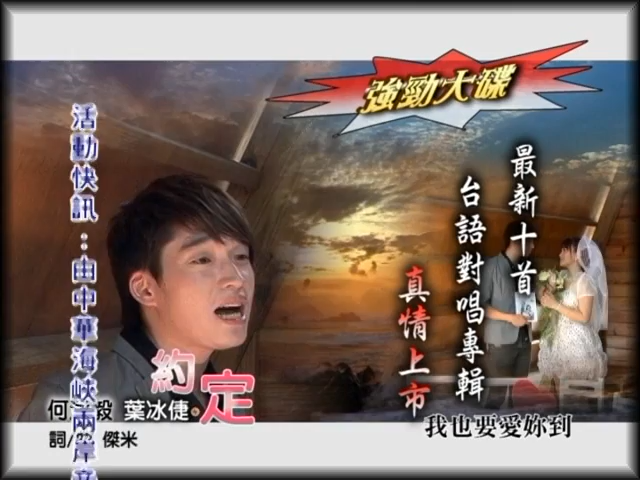 強勁大碟
最新十首
台語對唱專輯
真情上市
活動快訊：由中華海峽兩岸
約定
葉冰倢
詞/ 傑米
我也要愛妳到